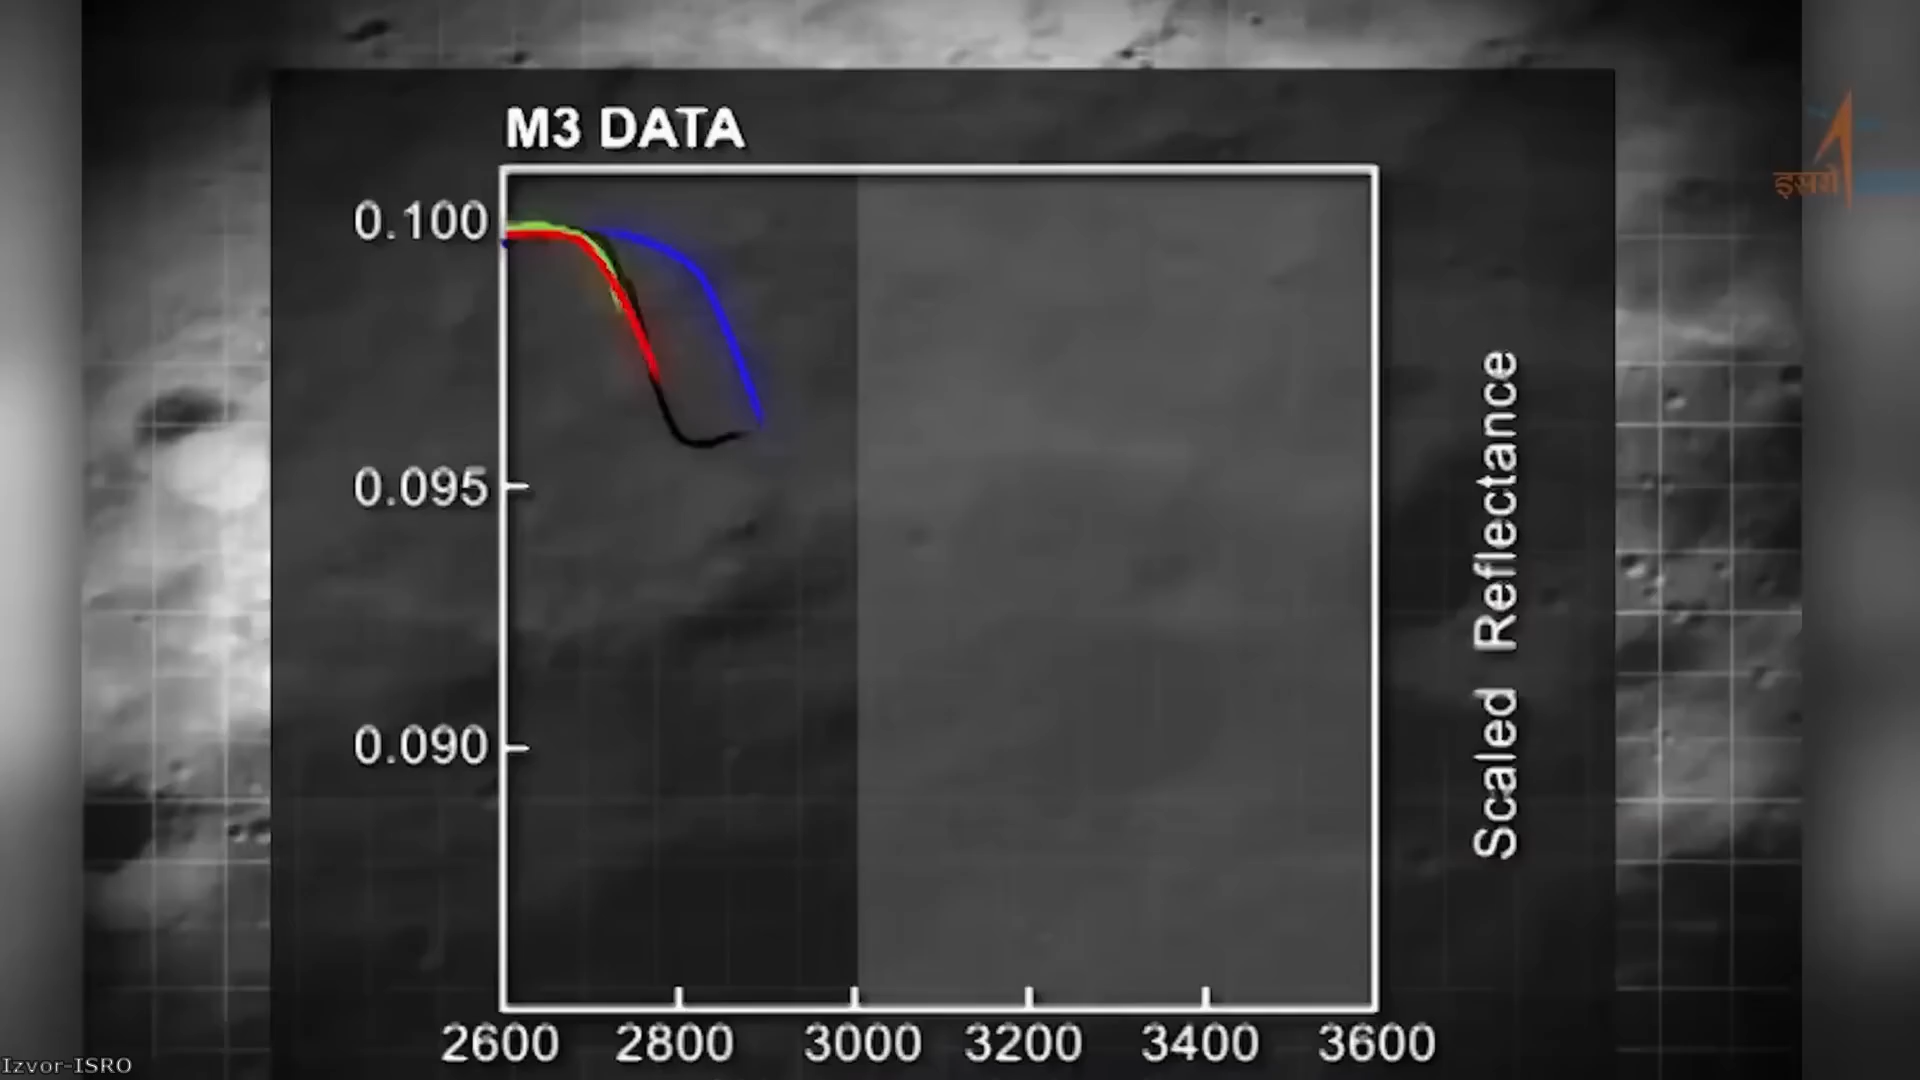 M3 DATA
0.100
0.095
0.090
2600 2800 3000 3200 3400 3600
Scaled Reflectance
इसरो
Izvor-ISRO